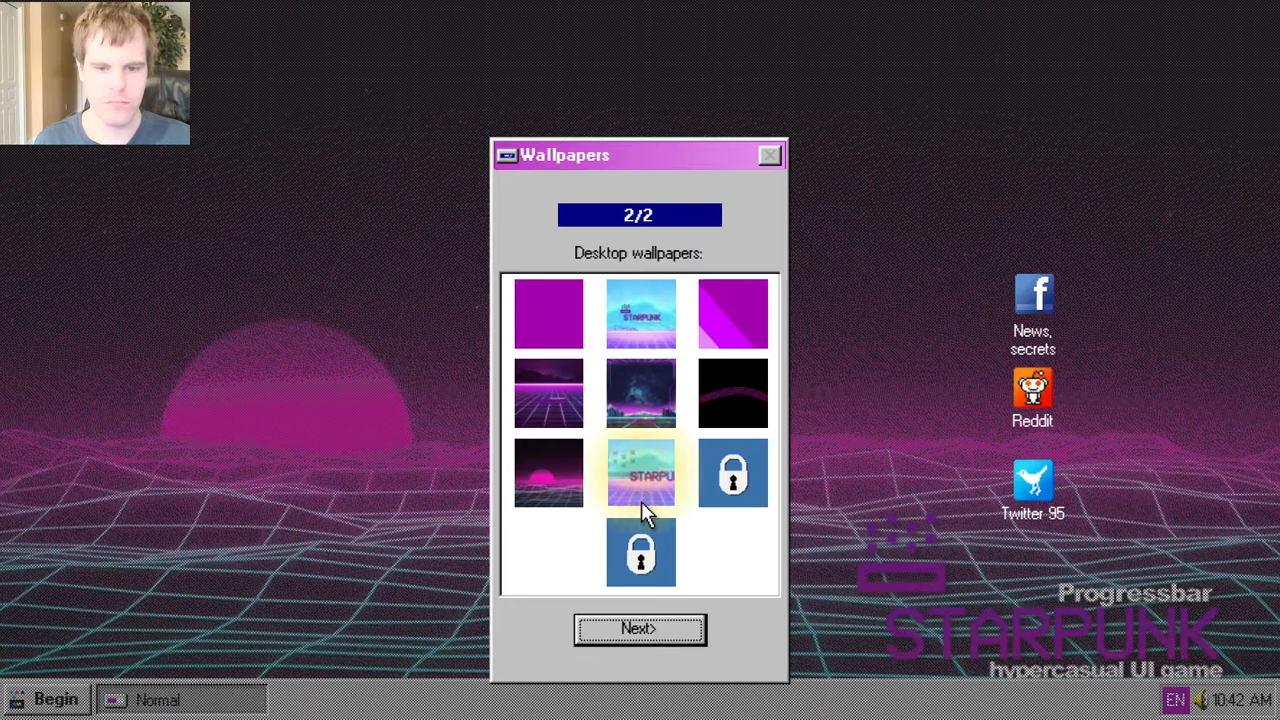 Wallpapers
2/2
Desktop wallpapers:
STARPUNK
STARPU
Next>
News,
secrets
Reddit
Twitter 95
Progressbar
STARPUNK
hypercasual UI game
Begin
Normal
EN
10:42 AM